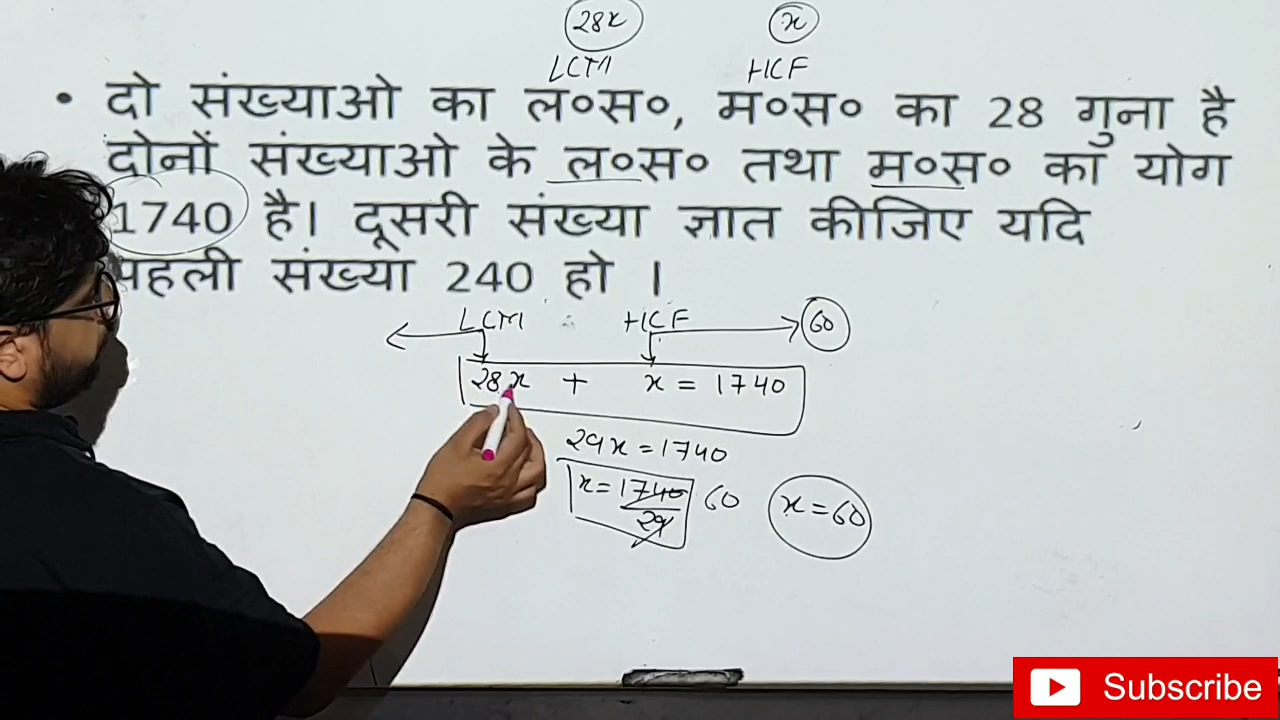 28x x
LCM HCF
• दो संख्याओ का ल०स०, म०स० का 28 गुना है
दोनों संख्याओ के ल०स० तथा म०स० का योग
1740 है। दूसरी संख्या ज्ञात कीजिए यदि
पहली संख्या 240 हो ।
LCM HCF 60
28x + x = 1740
29x = 1740
x = 1740/29 60 x = 60
Subscribe